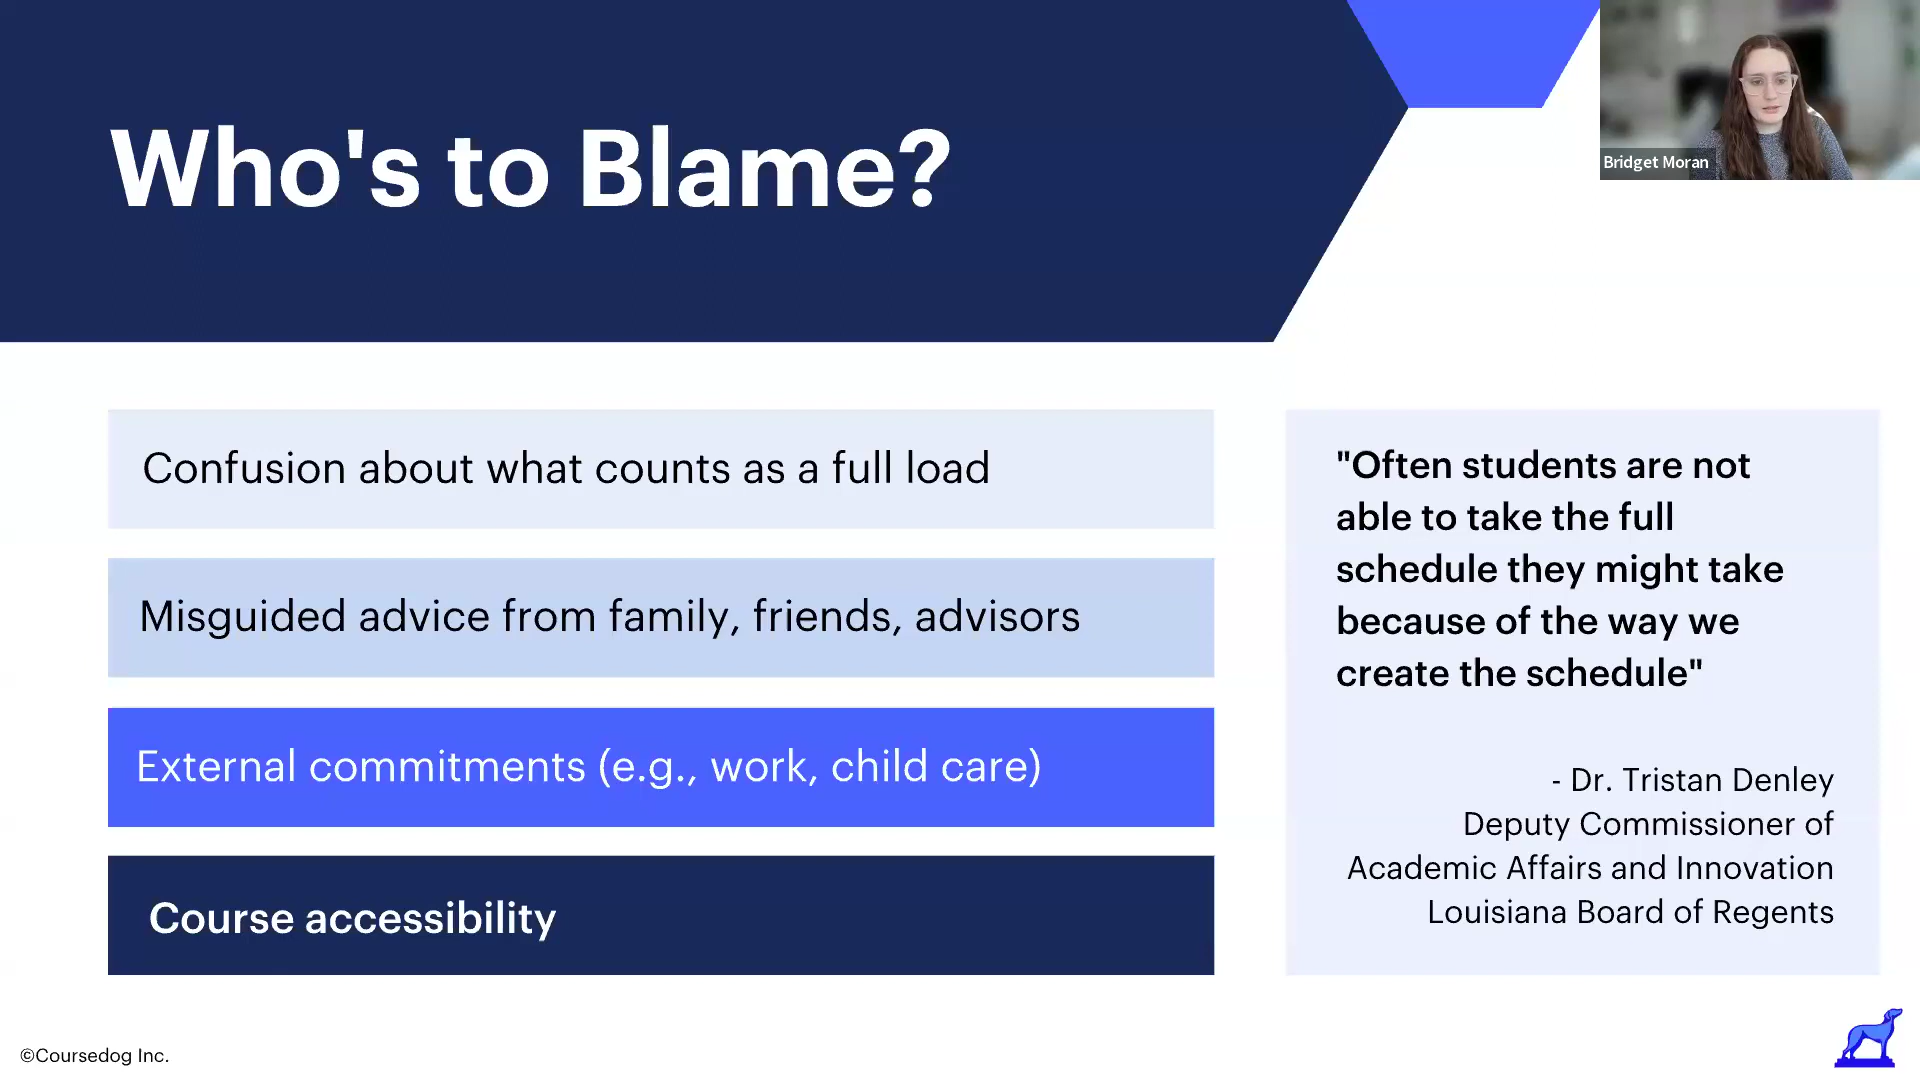 Who's to Blame?
Bridget Moran
Confusion about what counts as a full load
Misguided advice from family, friends, advisors
External commitments (e.g., work, child care)
Course accessibility
"Often students are not
able to take the full
schedule they might take
because of the way we
create the schedule"
- Dr. Tristan Denley
Deputy Commissioner of
Academic Affairs and Innovation
Louisiana Board of Regents
©Coursedog Inc.